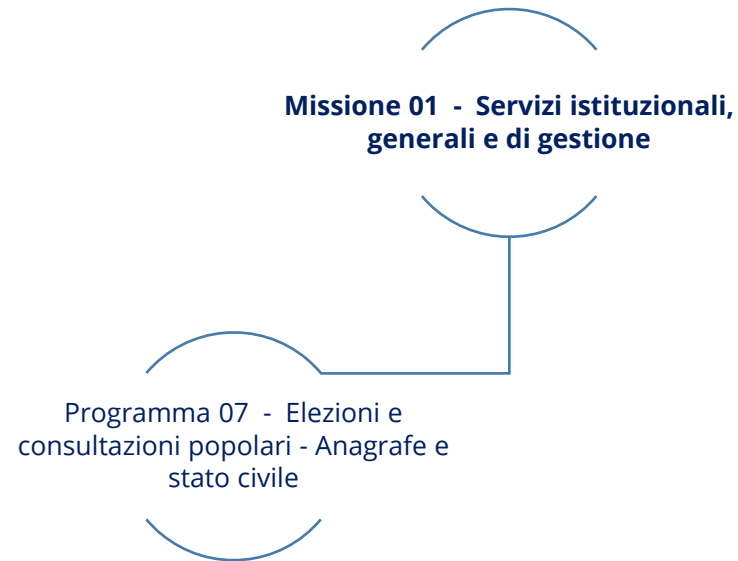 Missione 01 - Servizi istituzionali,
generali e di gestione
Programma 07 - Elezioni e
consultazioni popolari - Anagrafe e
stato civile